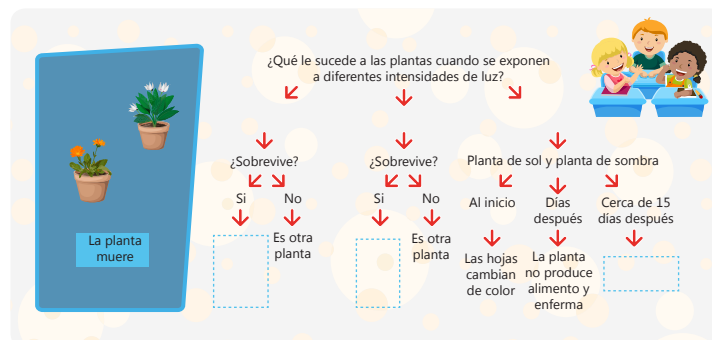 ¿Qué le sucede a las plantas cuando se exponen
a diferentes intensidades de luz?
¿Sobrevive?
Si
No
Es otra
planta
¿Sobrevive?
Si
No
Es otra
planta
Planta de sol y planta de sombra
Al inicio
Las hojas
cambian
de color
Días
después
La planta
no produce
alimento y
enferma
Cerca de 15
días después
La planta
muere